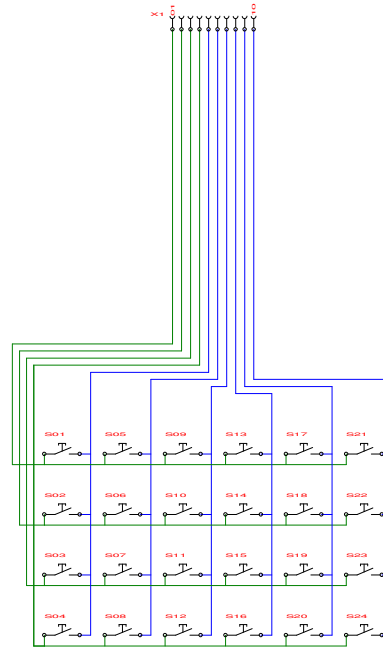 X1 01 10
S01 S05 S09 S13 S17 S21
S02 S06 S10 S14 S18 S22
S03 S07 S11 S15 S19 S23
S04 S08 S12 S16 S20 S24